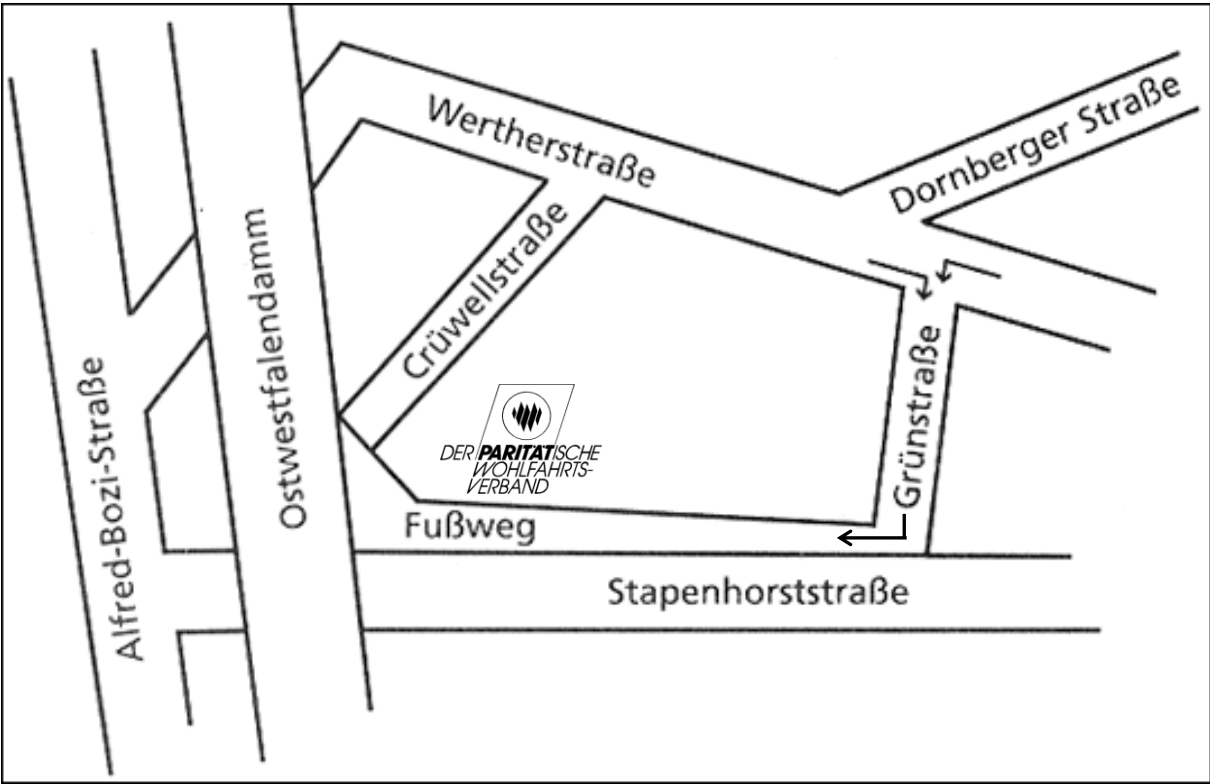 Wertherstraße
Dornberger Straße
Crüwellstraße
Ostwestfalendamm
Alfred-Bozi-Straße
Grünstraße
DER PARITÄTISCHE
WOHLFAHRTS-
VERBAND
Fußweg
Stapenhorststraße